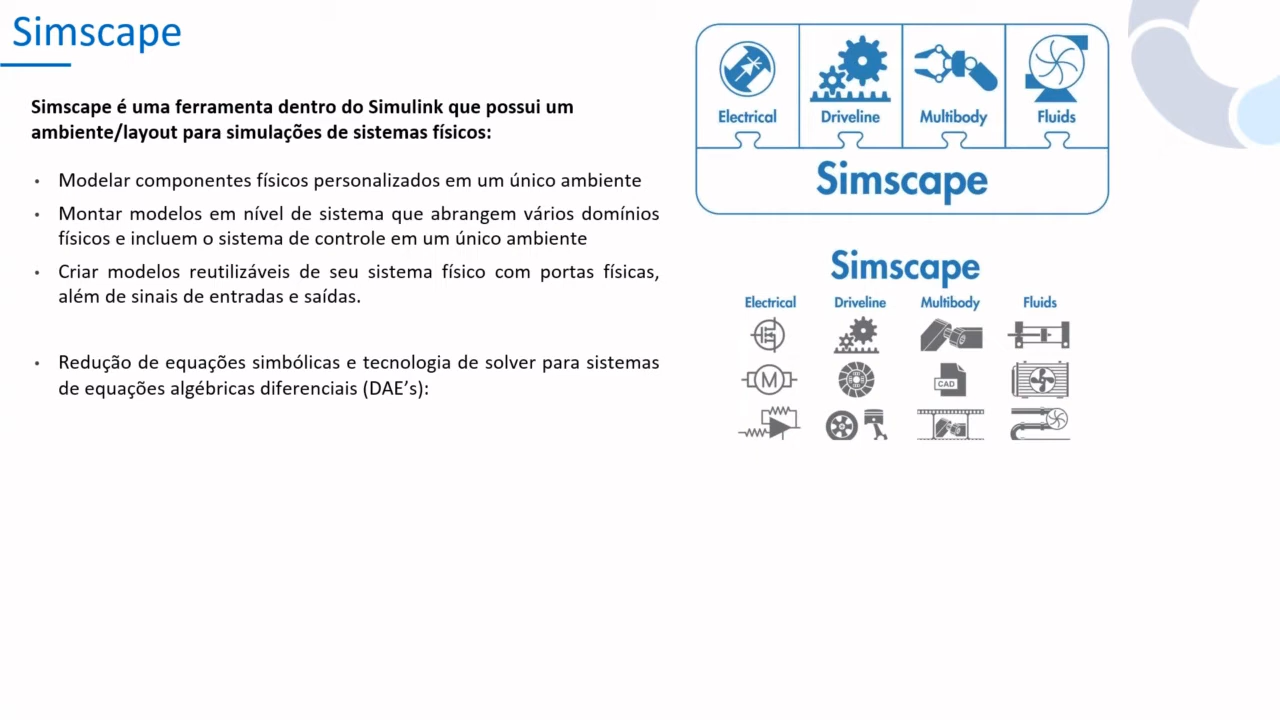 Simscape
Simscape é uma ferramenta dentro do Simulink que possui um
ambiente/layout para simulações de sistemas físicos:
• Modelar componentes físicos personalizados em um único ambiente
• Montar modelos em nível de sistema que abrangem vários domínios
físicos e incluem o sistema de controle em um único ambiente
• Criar modelos reutilizáveis de seu sistema físico com portas físicas,
além de sinais de entradas e saídas.
• Redução de equações simbólicas e tecnologia de solver para sistemas
de equações algébricas diferenciais (DAE’s):
Electrical Driveline Multibody Fluids
Simscape
Simscape
Electrical Driveline Multibody Fluids
M
CAD